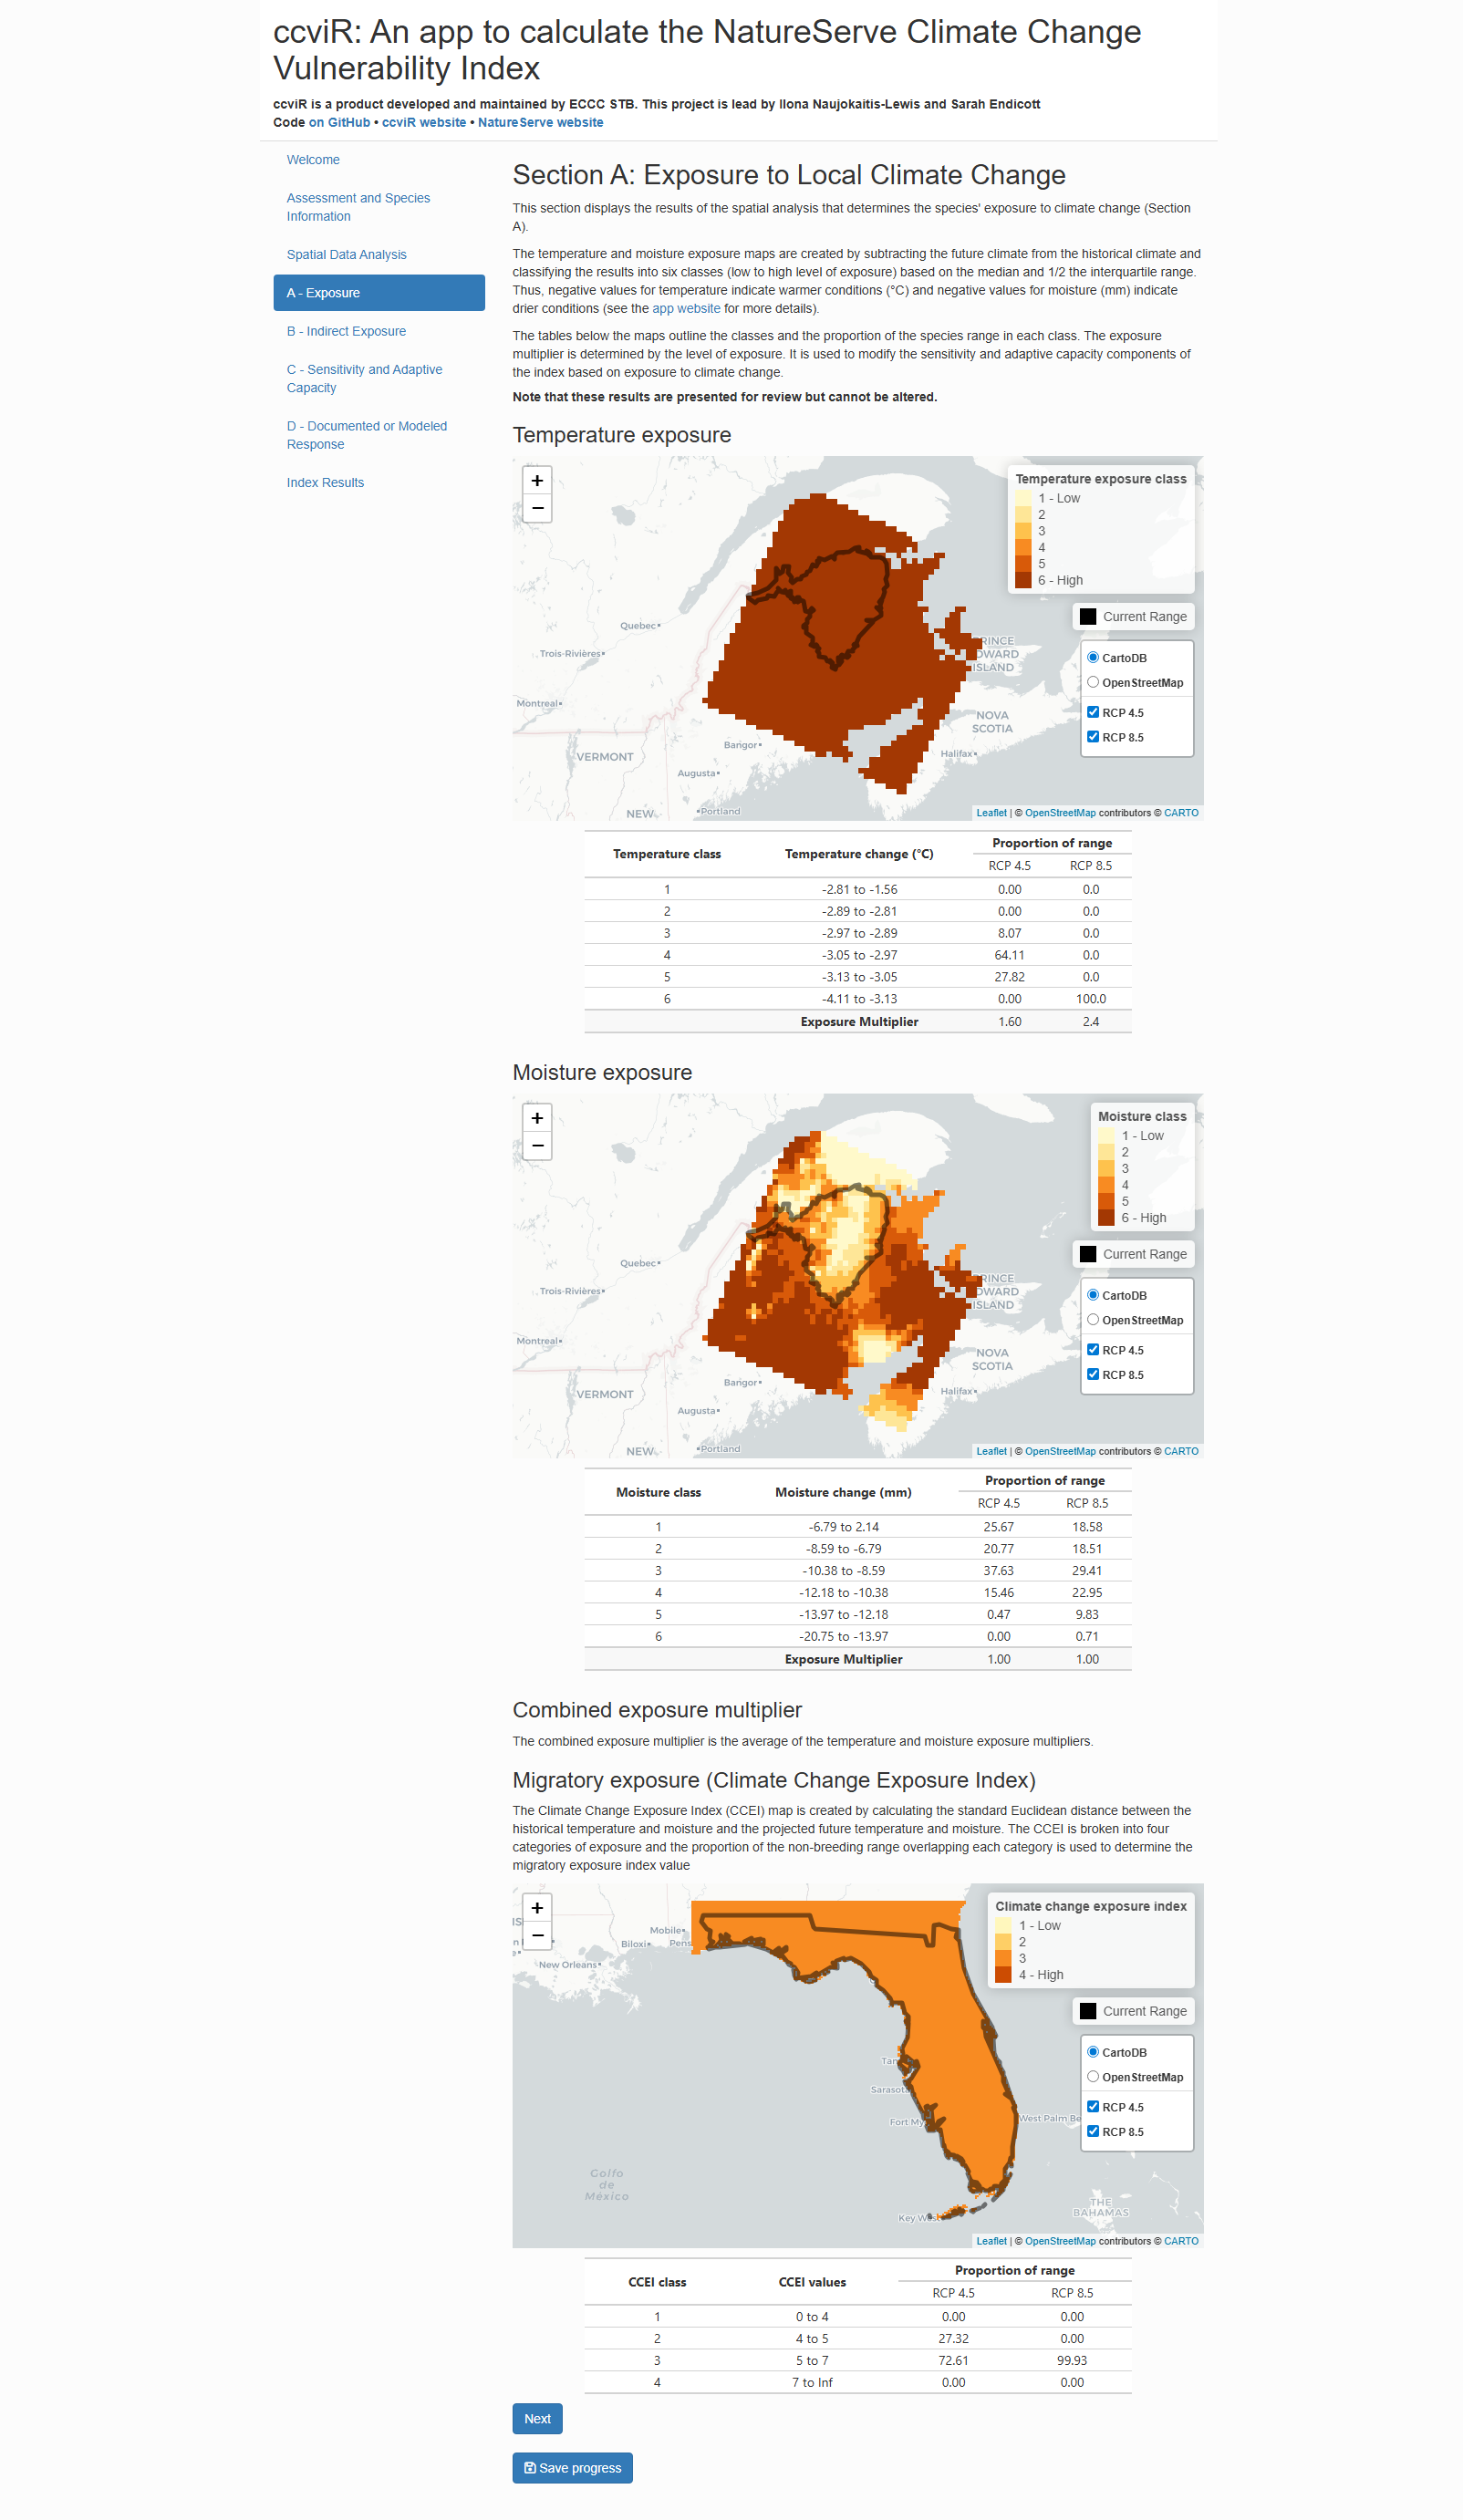 ccviR: An app to calculate the NatureServe Climate Change
Vulnerability Index
ccviR is a product developed and maintained by ECCC STB. This project is lead by Ilona Naujokaitis-Lewis and Sarah Endicott
Code on GitHub • ccviR website • NatureServe website
Welcome
Assessment and Species
Information
Spatial Data Analysis
A - Exposure
B - Indirect Exposure
C - Sensitivity and Adaptive
Capacity
D - Documented or Modeled
Response
Index Results
Section A: Exposure to Local Climate Change
This section displays the results of the spatial analysis that determines the species' exposure to climate change (Section
A).
The temperature and moisture exposure maps are created by subtracting the future climate from the historical climate and
classifying the results into six classes (low to high level of exposure) based on the median and 1/2 the interquartile range.
Thus, negative values for temperature indicate warmer conditions (°C) and negative values for moisture (mm) indicate
drier conditions (see the app website for more details).
The tables below the maps outline the classes and the proportion of the species range in each class. The exposure
multiplier is determined by the level of exposure. It is used to modify the sensitivity and adaptive capacity components of
the index based on exposure to climate change.
Note that these results are presented for review but cannot be altered.
Temperature exposure
+
−
Temperature exposure class
1 - Low
2
3
4
5
6 - High
Current Range
CartoDB
OpenStreetMap
RCP 4.5
RCP 8.5
Quebec
Trois-Rivières
Montreal
VERMONT
Bangor
Augusta
NEW
Portland
RINCE
DWARD
ISLAND
NOVA
SCOTIA
Halifax
Leaflet | © OpenStreetMap contributors © CARTO
Temperature class Temperature change (°C) Proportion of range
RCP 4.5 RCP 8.5
1 -2.81 to -1.56 0.00 0.0
2 -2.89 to -2.81 0.00 0.0
3 -2.97 to -2.89 8.07 0.0
4 -3.05 to -2.97 64.11 0.0
5 -3.13 to -3.05 27.82 0.0
6 -4.11 to -3.13 0.00 100.0
Exposure Multiplier 1.60 2.4
Moisture exposure
+
−
Moisture class
1 - Low
2
3
4
5
6 - High
Current Range
CartoDB
OpenStreetMap
RCP 4.5
RCP 8.5
Quebec
Trois-Rivières
Montreal
VERMONT
Bangor
Augusta
NEW
Portland
RINCE
DWARD
ISLAND
NOVA
SCOTIA
Halifax
Leaflet | © OpenStreetMap contributors © CARTO
Moisture class Moisture change (mm) Proportion of range
RCP 4.5 RCP 8.5
1 -6.79 to 2.14 25.67 18.58
2 -8.59 to -6.79 20.77 18.51
3 -10.38 to -8.59 37.63 29.41
4 -12.18 to -10.38 15.46 22.95
5 -13.97 to -12.18 0.47 9.83
6 -20.75 to -13.97 0.00 0.71
Exposure Multiplier 1.00 1.00
Combined exposure multiplier
The combined exposure multiplier is the average of the temperature and moisture exposure multipliers.
Migratory exposure (Climate Change Exposure Index)
The Climate Change Exposure Index (CCEI) map is created by calculating the standard Euclidean distance between the
historical temperature and moisture and the projected future temperature and moisture. The CCEI is broken into four
categories of exposure and the proportion of the non-breeding range overlapping each category is used to determine the
migratory exposure index value
+
−
Climate change exposure index
1 - Low
2
3
4 - High
Current Range
CartoDB
OpenStreetMap
RCP 4.5
RCP 8.5
Mobile
Biloxi
Pens
New Orleans
Tam
Sarasota
Fort My
West Palm Be
Golfo
de
México
Key West
THE
BAHAMAS
Leaflet | © OpenStreetMap contributors © CARTO
CCEI class CCEI values Proportion of range
RCP 4.5 RCP 8.5
1 0 to 4 0.00 0.00
2 4 to 5 27.32 0.00
3 5 to 7 72.61 99.93
4 7 to Inf 0.00 0.00
Next
Save progress